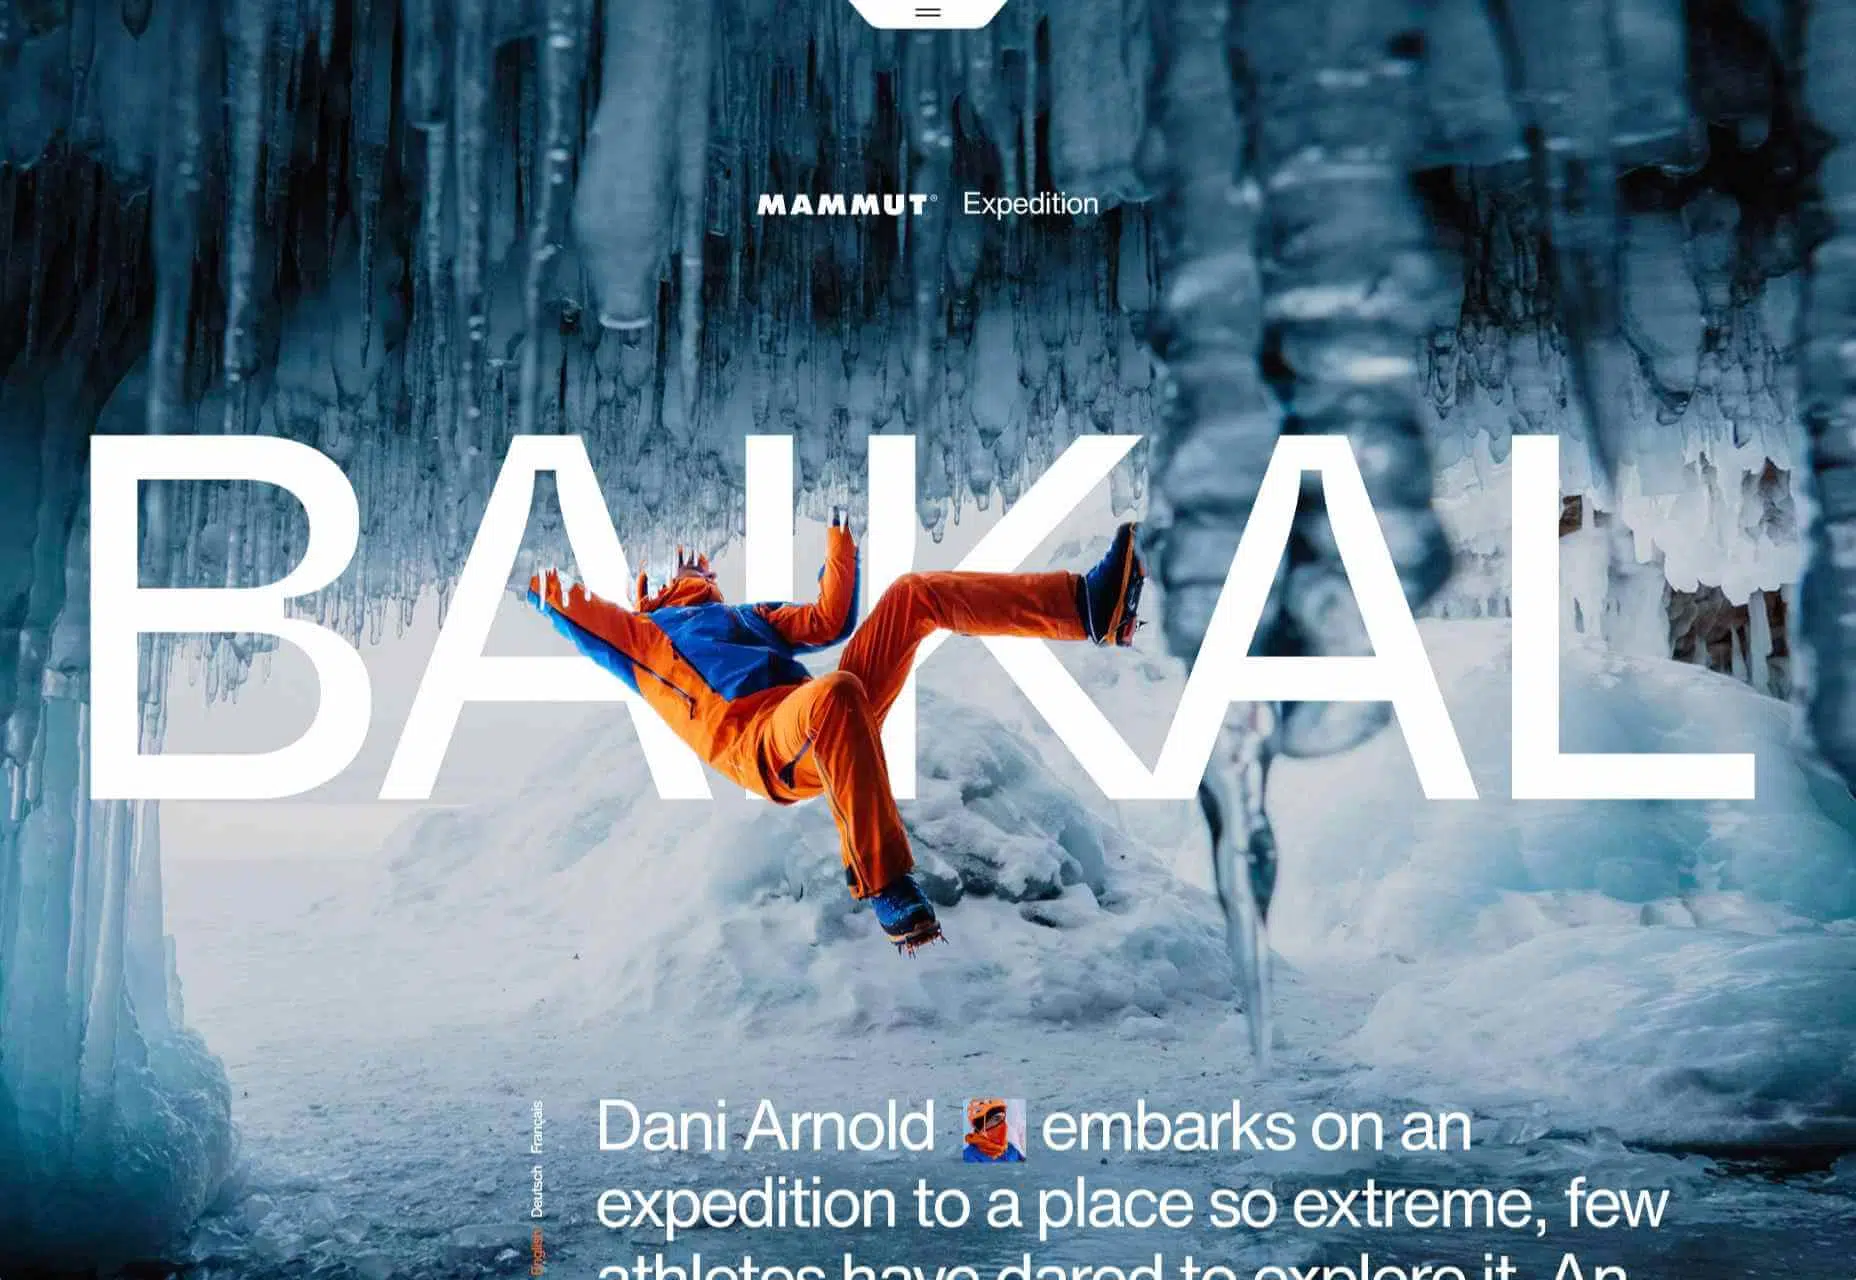 MAMMUT® Expedition
BAIKAL
Dani Arnold embarks on an
expedition to a place so extreme, few
athletes have dared to explore it. An
English Deutsch Français